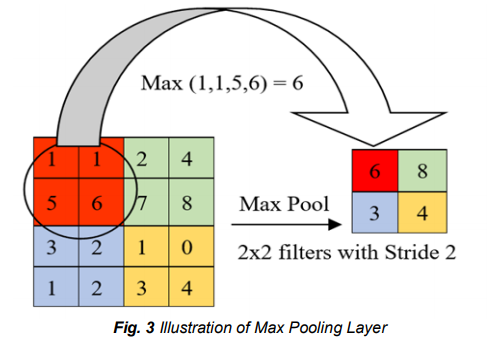 Max (1,1,5,6) = 6
1 1 2 4
5 6 7 8
3 2 1 0
1 2 3 4
Max Pool
2x2 filters with Stride 2
6 8
3 4
Fig. 3 Illustration of Max Pooling Layer